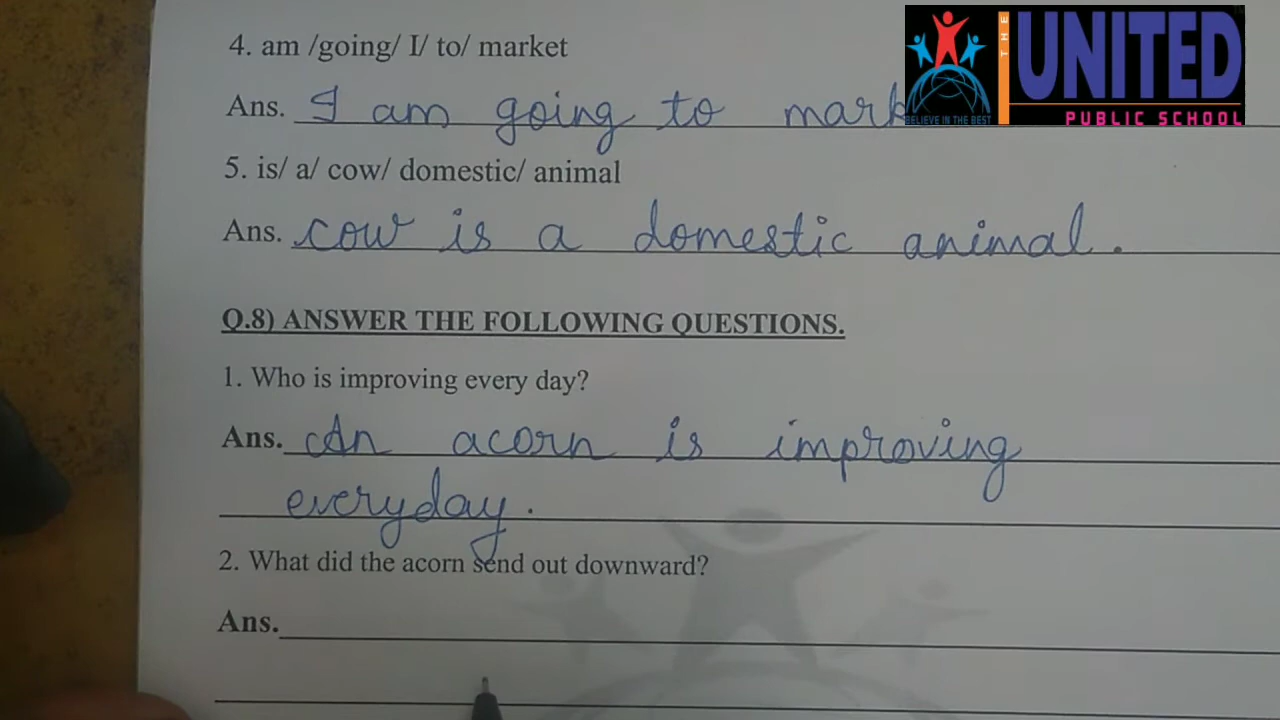 4. am /going/ I/ to/ market
THE UNITED
PUBLIC SCHOOL
BELIEVE IN THE BEST
Ans. I am going to mark
5. is/ a/ cow/ domestic/ animal
Ans. cow is a domestic animal.
Q.8) ANSWER THE FOLLOWING QUESTIONS.
1. Who is improving every day?
Ans. An acorn is improving
everyday.
2. What did the acorn send out downward?
Ans.